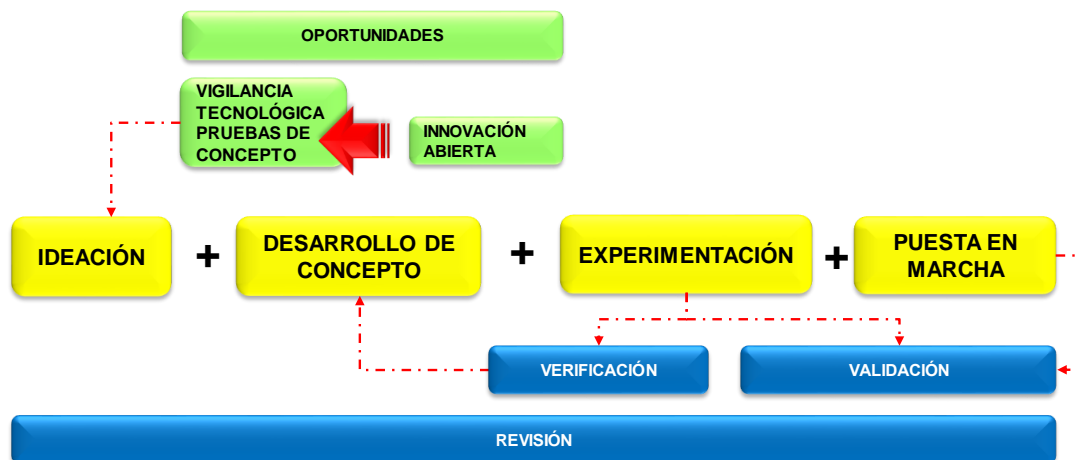 OPORTUNIDADES
VIGILANCIA
TECNOLÓGICA
PRUEBAS DE
CONCEPTO
INNOVACIÓN
ABIERTA
IDEACIÓN
+
DESARROLLO DE
CONCEPTO
+
EXPERIMENTACIÓN
+
PUESTA EN
MARCHA
VERIFICACIÓN
VALIDACIÓN
REVISIÓN